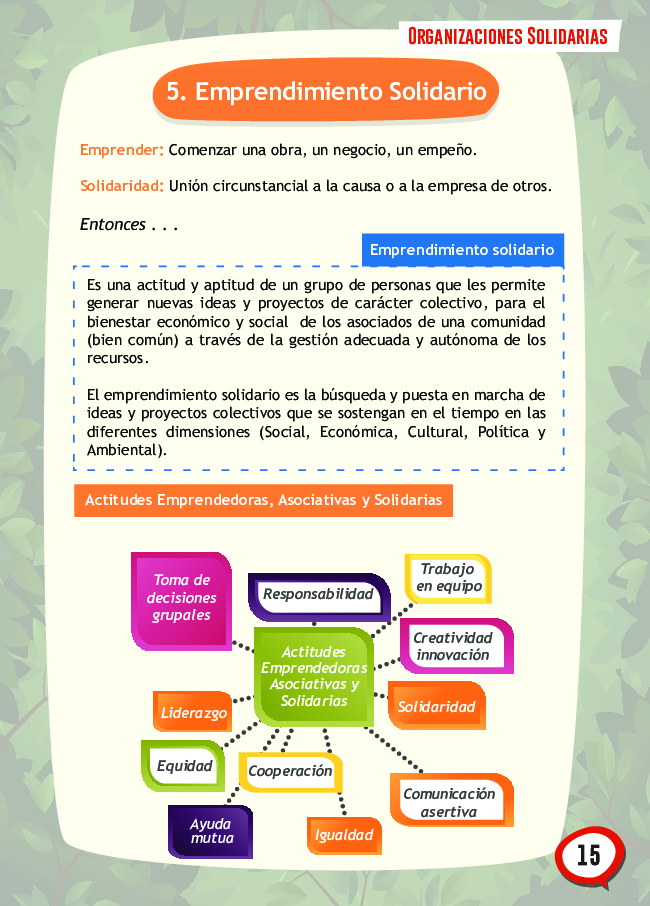 ORGANIZACIONES SOLIDARIAS
5. Emprendimiento Solidario
Emprender: Comenzar una obra, un negocio, un empeño.
Solidaridad: Unión circunstancial a la causa o a la empresa de otros.
Entonces . . .
Emprendimiento solidario
Es una actitud y aptitud de un grupo de personas que les permite
generar nuevas ideas y proyectos de carácter colectivo, para el
bienestar económico y social de los asociados de una comunidad
(bien común) a través de la gestión adecuada y autónoma de los
recursos.
El emprendimiento solidario es la búsqueda y puesta en marcha de
ideas y proyectos colectivos que se sostengan en el tiempo en las
diferentes dimensiones (Social, Económica, Cultural, Política y
Ambiental).
Actitudes Emprendedoras, Asociativas y Solidarias
Toma de
decisiones
grupales
Responsabilidad
Trabajo
en equipo
Creatividad
innovación
Actitudes
Emprendedoras
Asociativas y
Solidarias
Liderazgo
Solidaridad
Equidad
Cooperación
Comunicación
asertiva
Ayuda
mutua
Igualdad
15